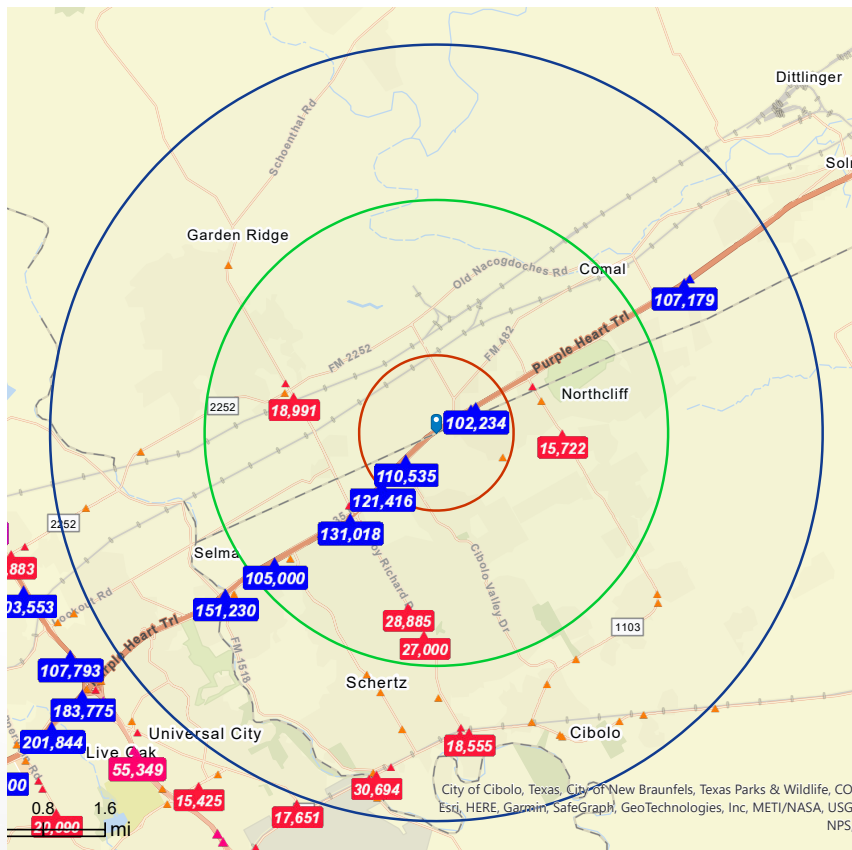 Dittlinger
Schoenthal Rd
Garden Ridge
Old Nacogdoches Rd
Comal
107,179
FM 482
Purple Heart Trl
FM 2252
Northcliff
2252
18,991
102,234
15,722
110,535
121,416
131,018
2252
Selma
105,000
Cibolo Valley Dr
03,553
Lookout Rd
151,230
28,885
1103
27,000
FM 1518
107,793
Purple Heart Trl
Schertz
183,775
Universal City
Cibolo
201,844
18,555
Live Oak
55,349
15,425
30,694
17,651
20,090
0.8 1.6
mi
City of Cibolo, Texas, City of New Braunfels, Texas Parks & Wildlife, CO
Esri, HERE, Garmin, SafeGraph, GeoTechnologies, Inc, METI/NASA, USG
NPS,